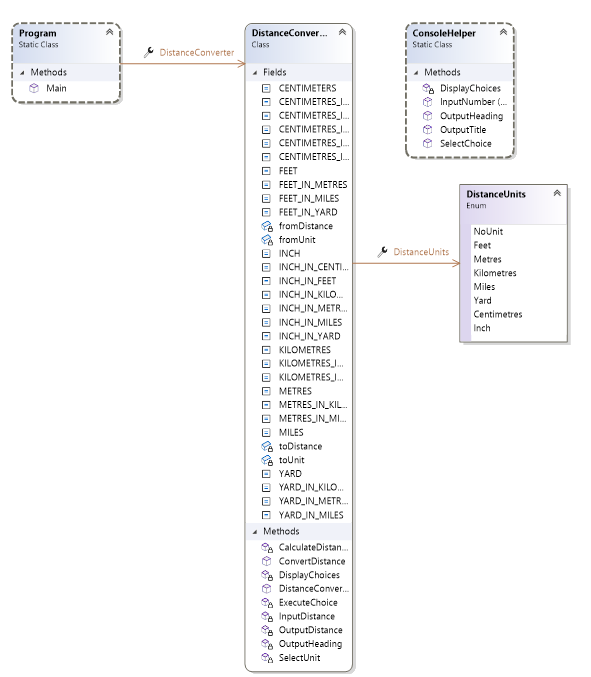 Program
Static Class
Methods
Main
DistanceConverter
DistanceConver...
Class
Fields
CENTIMETERS
CENTIMETRES_I...
CENTIMETRES_I...
CENTIMETRES_I...
CENTIMETRES_I...
CENTIMETRES_I...
FEET
FEET_IN_METRES
FEET_IN_MILES
FEET_IN_YARD
fromDistance
fromUnit
INCH
INCH_IN_CENTI...
INCH_IN_FEET
INCH_IN_KILO...
INCH_IN_METR...
INCH_IN_MILES
INCH_IN_YARD
KILOMETRES
KILOMETRES_I...
KILOMETRES_I...
METRES
METRES_IN_KIL...
METRES_IN_MI...
MILES
toDistance
toUnit
YARD
YARD_IN_KILO...
YARD_IN_METR...
YARD_IN_MILES
Methods
CalculateDistan...
ConvertDistance
DisplayChoices
DistanceConver...
ExecuteChoice
InputDistance
OutputDistance
OutputHeading
SelectUnit
ConsoleHelper
Static Class
Methods
DisplayChoices
InputNumber (...
OutputHeading
OutputTitle
SelectChoice
DistanceUnits
DistanceUnits
Enum
NoUnit
Feet
Metres
Kilometres
Miles
Yard
Centimetres
Inch